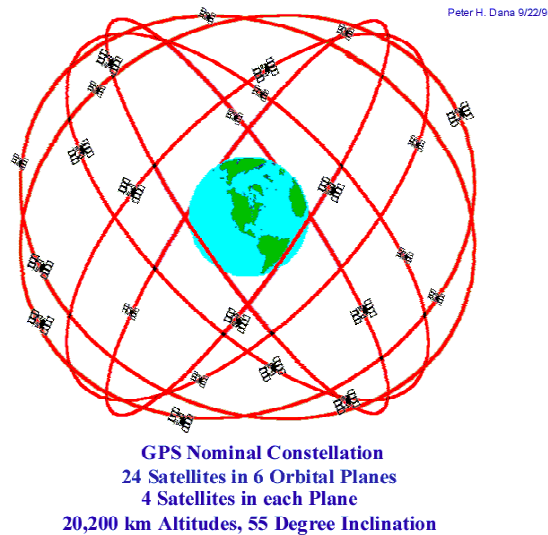 Peter H. Dana 9/22/9
GPS Nominal Constellation
24 Satellites in 6 Orbital Planes
4 Satellites in each Plane
20,200 km Altitudes, 55 Degree Inclination